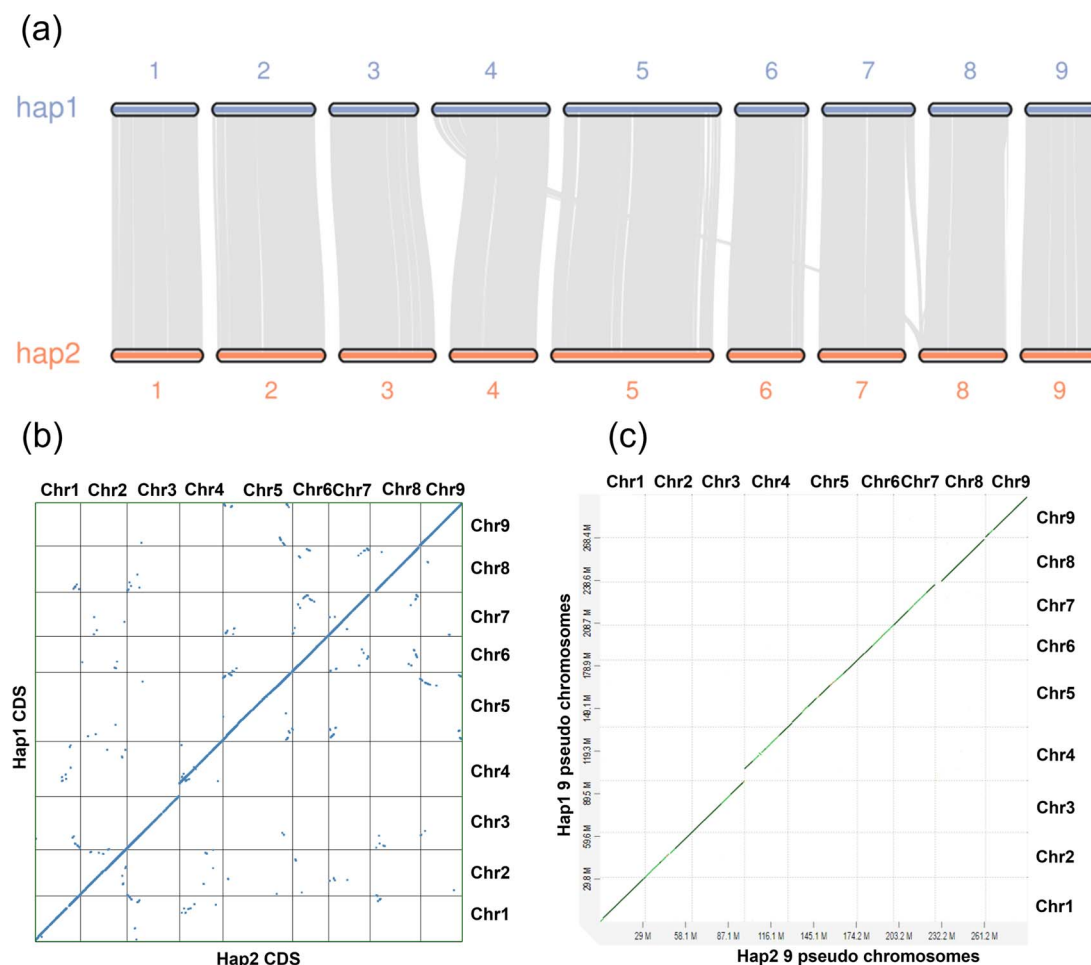 (a)
1 2 3 4 5 6 7 8 9
hap1
hap2
1 2 3 4 5 6 7 8 9
(b)
Chr1 Chr2 Chr3 Chr4 Chr5 Chr6 Chr7 Chr8 Chr9
Chr9
Chr8
Chr7
Chr6
Chr5
Chr4
Chr3
Chr2
Chr1
Hap1 CDS
Hap2 CDS
(c)
Chr1 Chr2 Chr3 Chr4 Chr5 Chr6 Chr7 Chr8 Chr9
268.4 M
238.6 M
208.7 M
178.9 M
149.1 M
119.3 M
89.5 M
59.6 M
29.8 M
Hap1 9 pseudo chromosomes
Chr9
Chr8
Chr7
Chr6
Chr5
Chr4
Chr3
Chr2
Chr1
29 M 58.1 M 87.1 M 116.1 M 145.1 M 174.2 M 203.2 M 232.2 M 261.2 M
Hap2 9 pseudo chromosomes